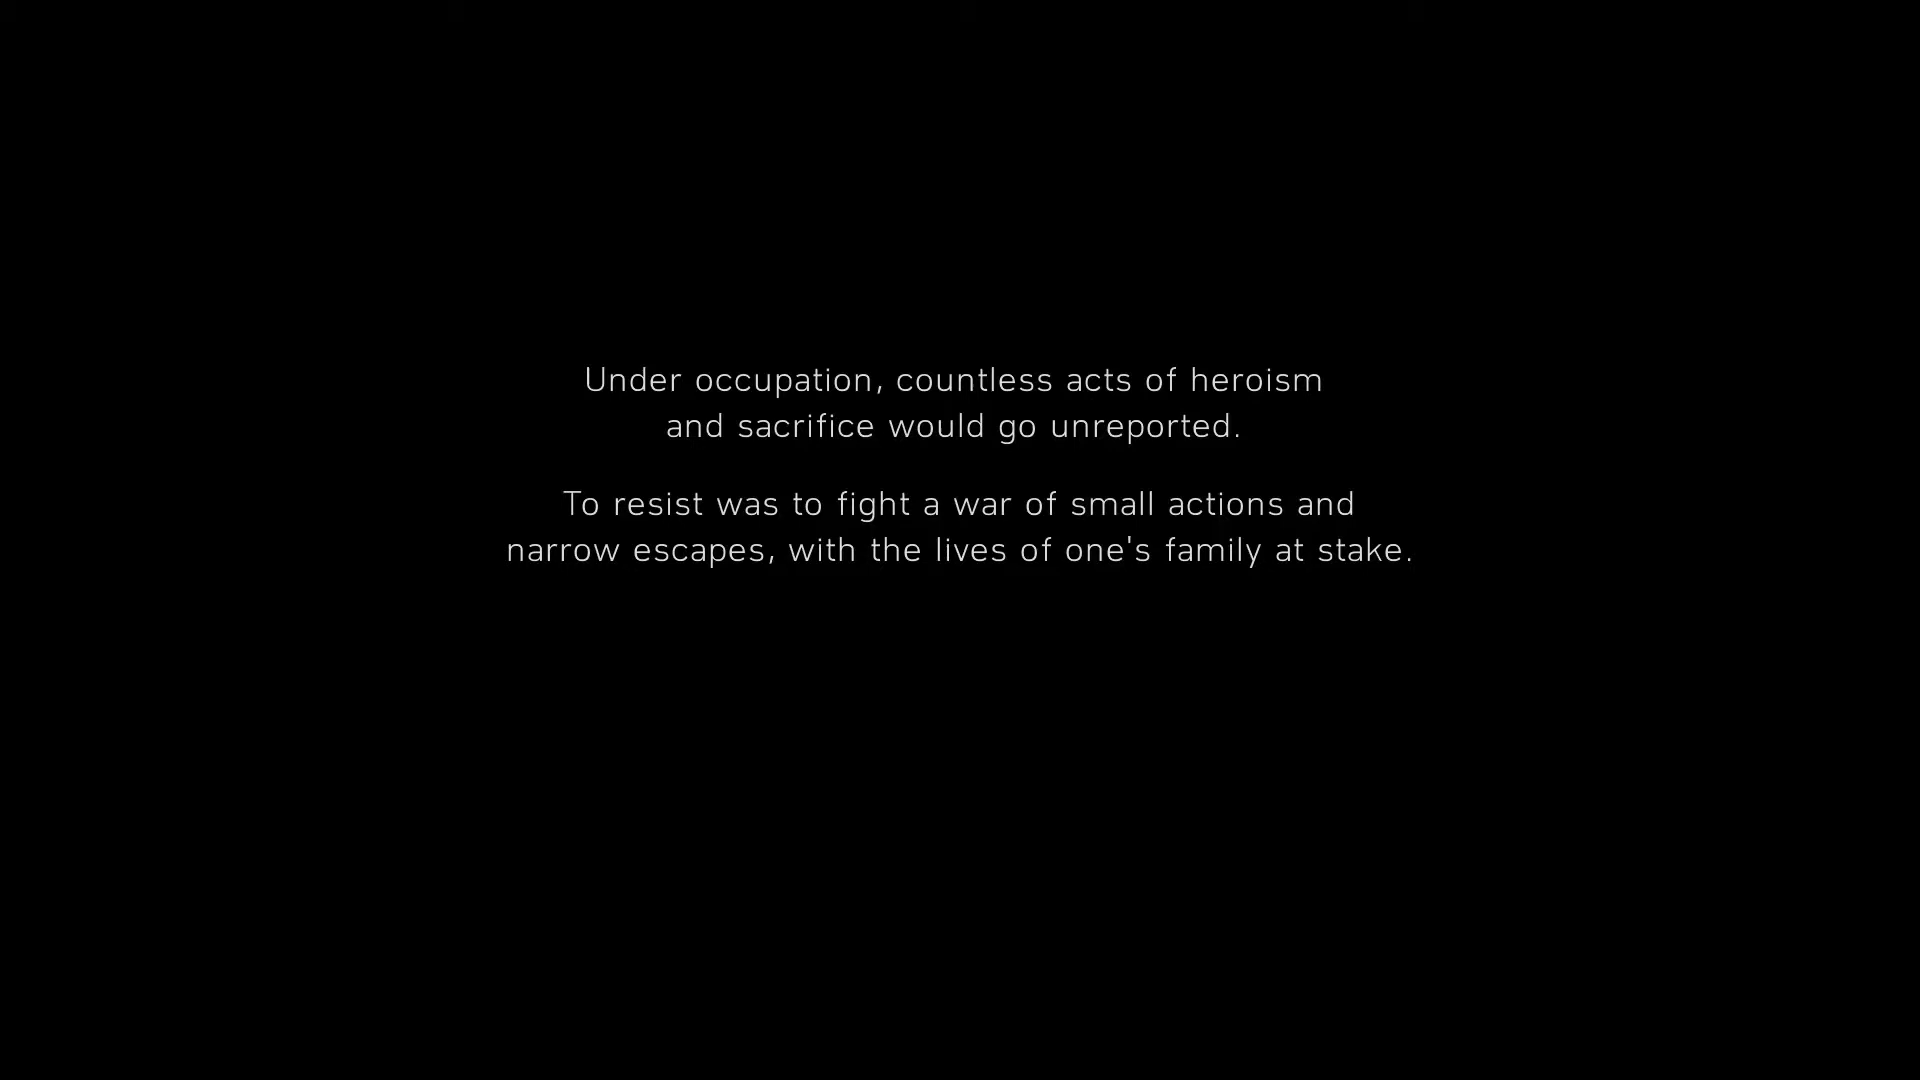 Under occupation, countless acts of heroism
and sacrifice would go unreported.
To resist was to fight a war of small actions and
narrow escapes, with the lives of one's family at stake.